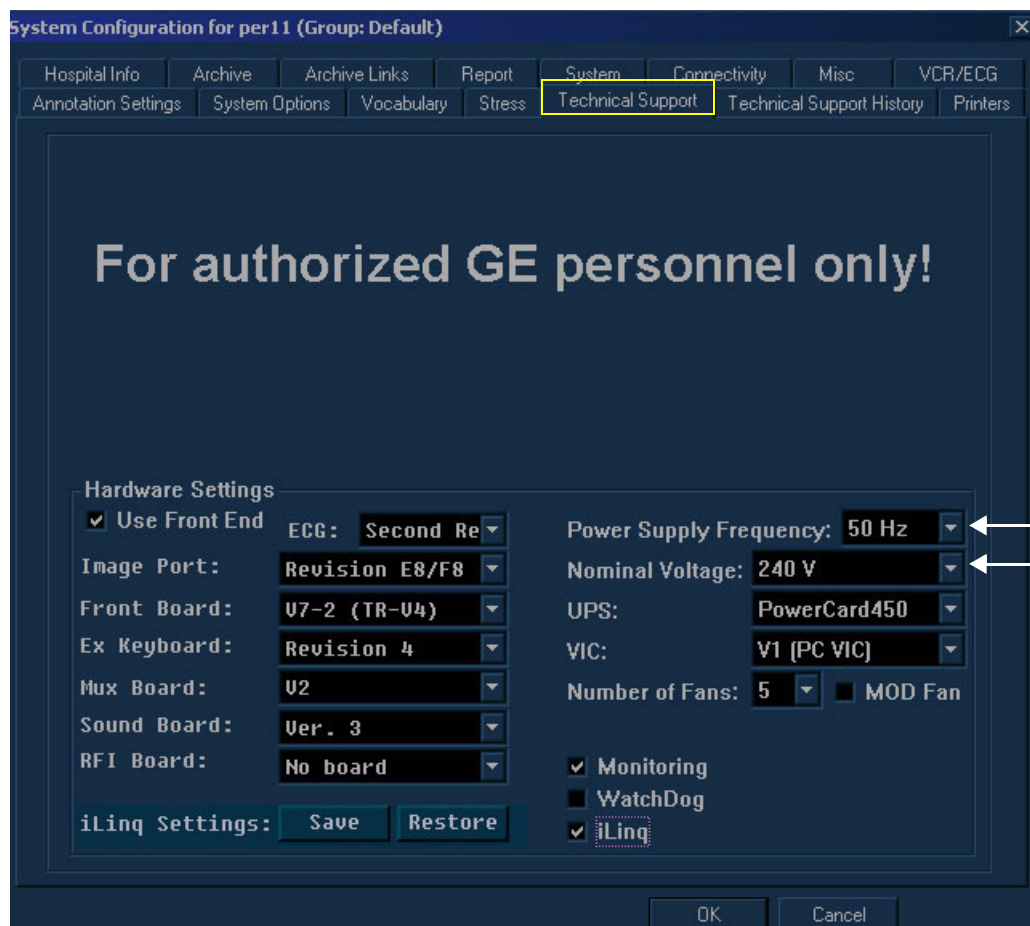 System Configuration for per11 (Group: Default)
Hospital Info Archive Archive Links Report System Connectivity Misc VCR/ECG
Annotation Settings System Options Vocabulary Stress Technical Support Technical Support History Printers
For authorized GE personnel only!
Hardware Settings
Use Front End ECG: Second Re Power Supply Frequency: 50 Hz
Image Port: Revision E8/F8 Nominal Voltage: 240 V
Front Board: V7-2 (TR-V4) UPS: PowerCard450
Ex Keyboard: Revision 4 VIC: V1 (PC VIC)
Mux Board: V2 Number of Fans: 5 MOD Fan
Sound Board: Ver. 3
RFI Board: No board Monitoring
WatchDog
iLinq Settings: Save Restore iLinq
OK Cancel